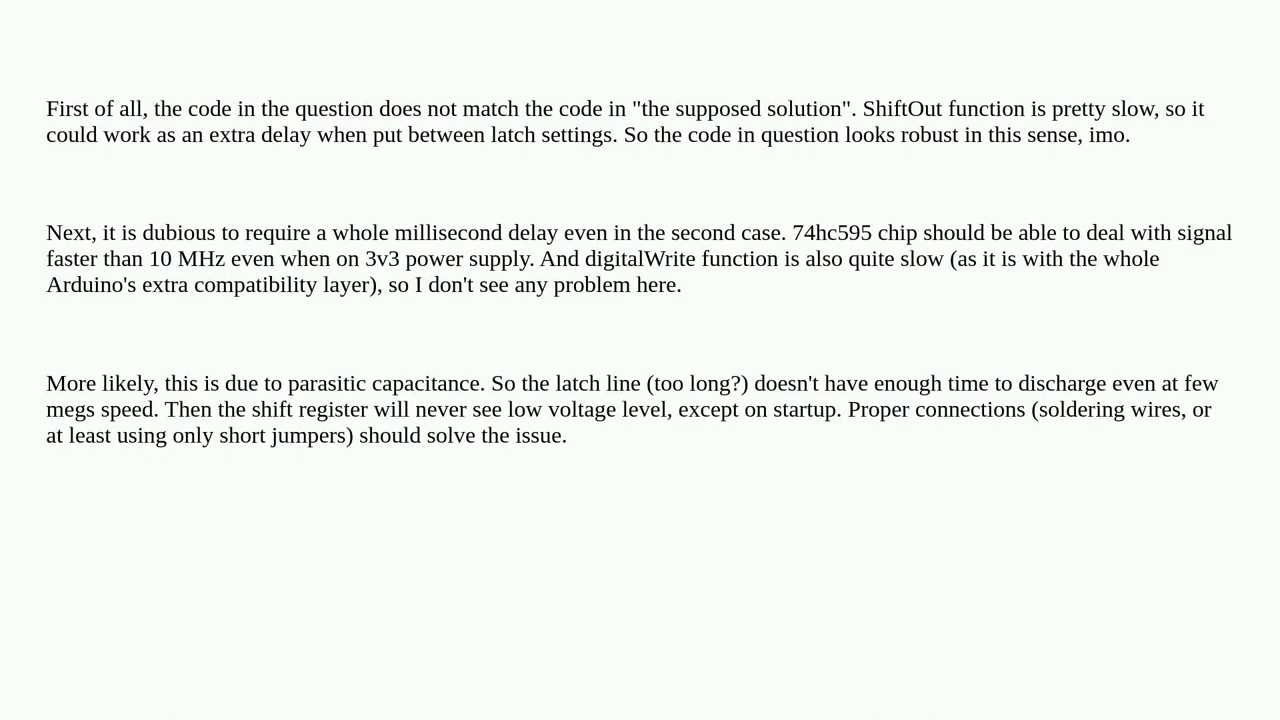 First of all, the code in the question does not match the code in "the supposed solution". ShiftOut function is pretty slow, so it
could work as an extra delay when put between latch settings. So the code in question looks robust in this sense, imo.
Next, it is dubious to require a whole millisecond delay even in the second case. 74hc595 chip should be able to deal with signal
faster than 10 MHz even when on 3v3 power supply. And digitalWrite function is also quite slow (as it is with the whole
Arduino's extra compatibility layer), so I don't see any problem here.
More likely, this is due to parasitic capacitance. So the latch line (too long?) doesn't have enough time to discharge even at few
megs speed. Then the shift register will never see low voltage level, except on startup. Proper connections (soldering wires, or
at least using only short jumpers) should solve the issue.